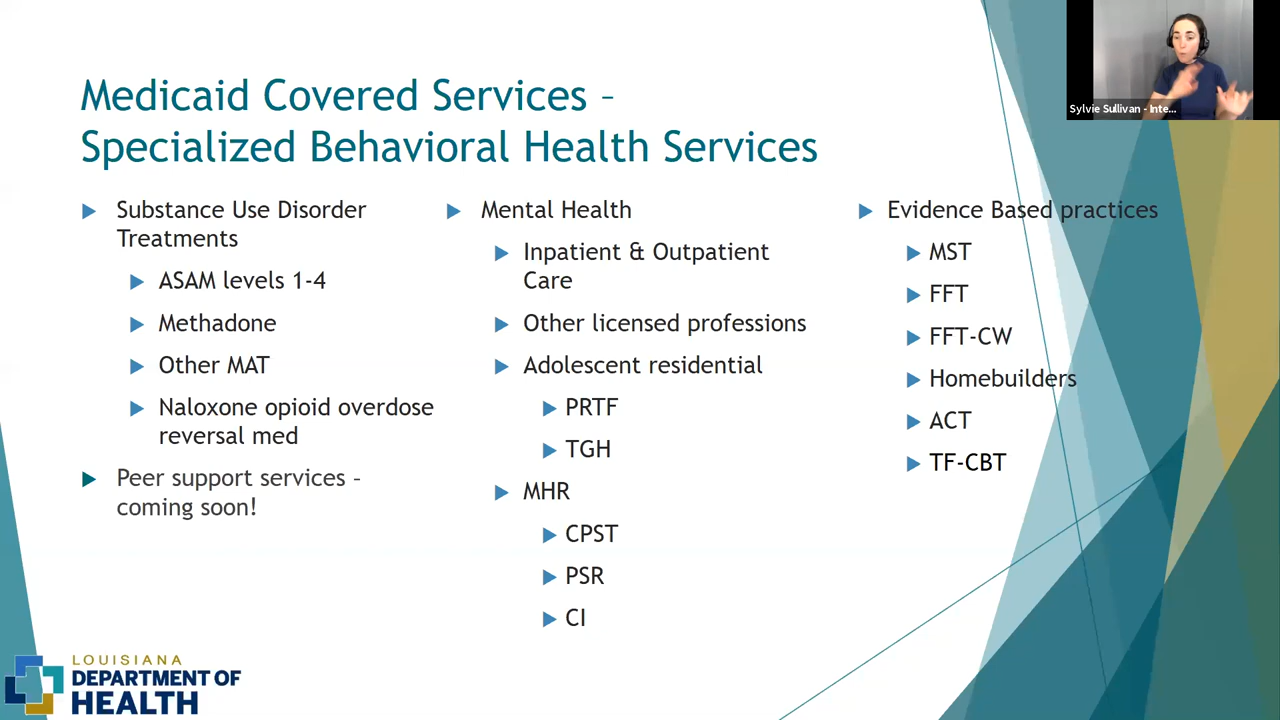 Medicaid Covered Services –
Specialized Behavioral Health Services
Substance Use Disorder
Treatments
ASAM levels 1-4
Methadone
Other MAT
Naloxone opioid overdose
reversal med
Peer support services –
coming soon!
Mental Health
Inpatient & Outpatient
Care
Other licensed professions
Adolescent residential
PRTF
TGH
MHR
CPST
PSR
CI
Evidence Based practices
MST
FFT
FFT-CW
Homebuilders
ACT
TF-CBT
Sylvie Sullivan - Inte...
LOUISIANA
DEPARTMENT OF
HEALTH